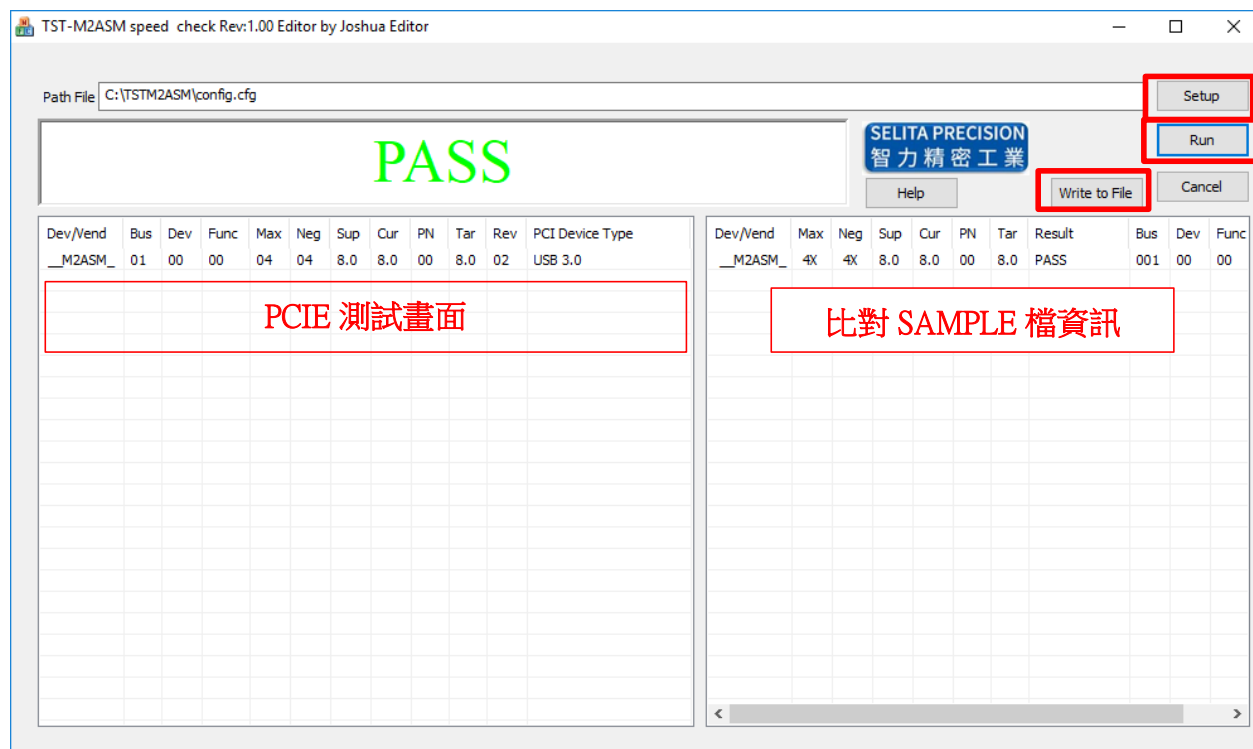 TST-M2ASM speed  check Rev:1.00 Editor by Joshua Editor
Path File C:\TSTM2ASM\config.cfg
Setup
PASS
SELITA PRECISION
智力精密工業
Run
Help
Write to File
Cancel
Dev/Vend Bus Dev Func Max Neg Sup Cur PN Tar Rev PCI Device Type
__M2ASM_ 01 00 00 04 04 8.0 8.0 00 8.0 02 USB 3.0
PCIE 測試畫面
Dev/Vend Max Neg Sup Cur PN Tar Result Bus Dev Func
__M2ASM_ 4X 4X 8.0 8.0 00 8.0 PASS 001 00 00
比對 SAMPLE 檔資訊